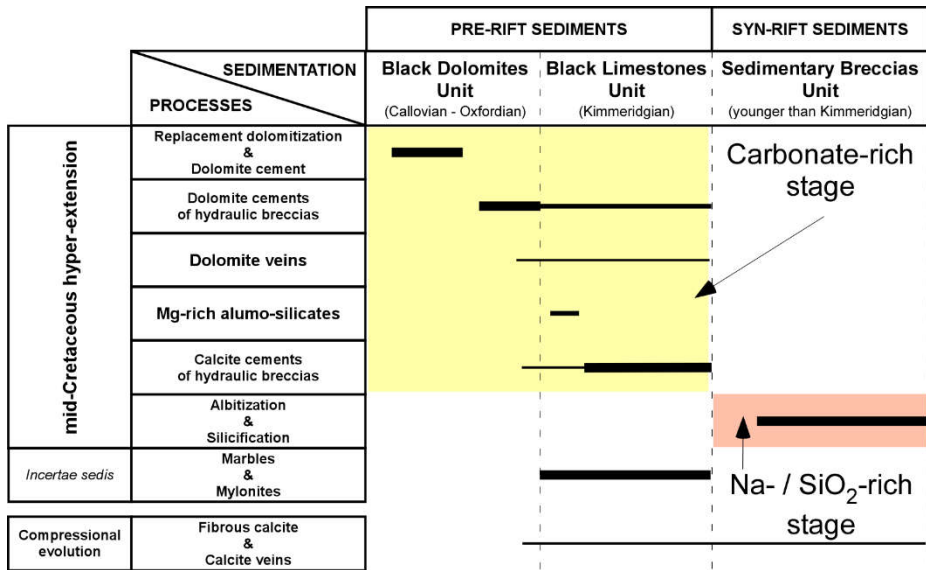 PRE-RIFT SEDIMENTS
SYN-RIFT SEDIMENTS
SEDIMENTATION
PROCESSES
Black Dolomites
Unit
(Callovian - Oxfordian)
Black Limestones
Unit
(Kimmeridgian)
Sedimentary Breccias
Unit
(younger than Kimmeridgian)
mid-Cretaceous hyper-extension
Replacement dolomitization
&
Dolomite cement
Dolomite cements
of hydraulic breccias
Dolomite veins
Mg-rich alumo-silicates
Calcite cements
of hydraulic breccias
Albitization
&
Silicification
Carbonate-rich
stage
Incertae sedis
Marbles
&
Mylonites
Na- / SiO₂-rich
stage
Compressional
evolution
Fibrous calcite
&
Calcite veins